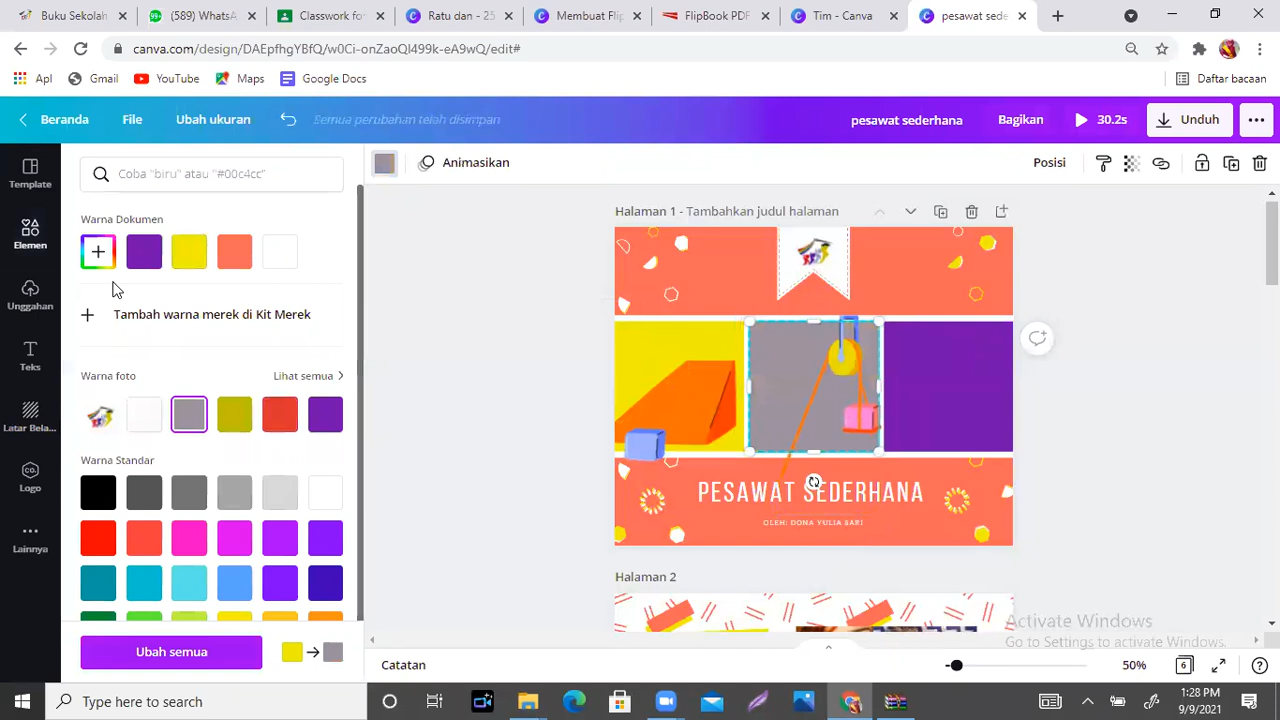 Buku Sekolah
(589) Whats
Classwork fo
Ratu dan - 25
Membuat Flip
FlipBook PDF
Tim - Canva
pesawat sede
canva.com/design/DAEpfhgYBfQ/w0Ci-onZaoQI499k-eA9wQ/edit#
Apl
Gmail
YouTube
Maps
Google Docs
Daftar bacaan
Beranda
File
Ubah ukuran
Semua perubahan telah disimpan
pesawat sederhana
Bagikan
30.2s
Unduh
Template
Elemen
Unggahan
Teks
Latar Bela...
Logo
Lainnya
Coba "biru" atau "#00c4cc"
Warna Dokumen
Tambah warna merek di Kit Merek
Warna foto
Lihat semua
Warna Standar
Ubah semua
Animasikan
Posisi
Halaman 1 - Tambahkan judul halaman
PESAWAT SEDERHANA
OLEH: DONA YULIA SARI
Halaman 2
Activate Windows
Go to Settings to activate Windows.
Catatan
50%
6
Type here to search
1:28 PM
9/9/2021